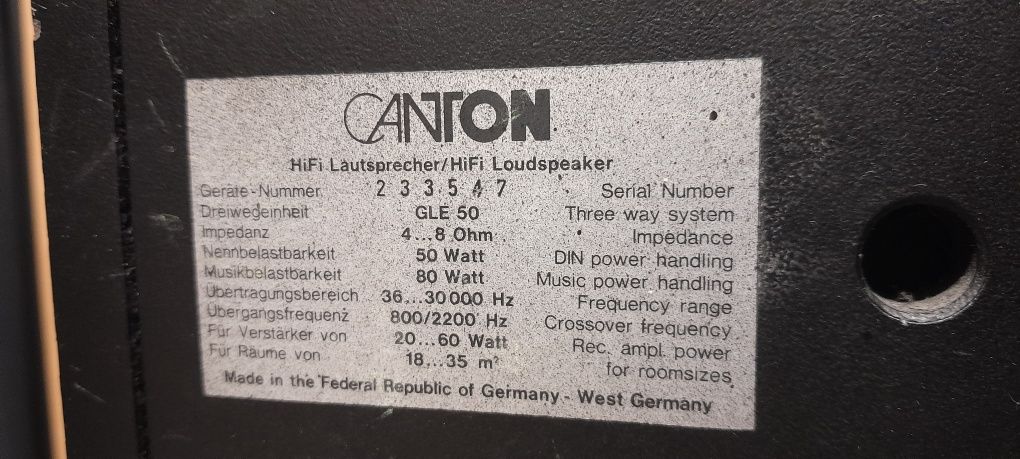 CANTON
HiFi Lautsprecher/HiFi Loudspeaker
Geräte-Nummer 233547 Serial Number
Dreiwegeinheit GLE 50 Three way system
Impedanz 4...8 Ohm Impedance
Nennbelastbarkeit 50 Watt DIN power handling
Musikbelastbarkeit 80 Watt Music power handling
Übertragungsbereich 36...30000 Hz Frequency range
Übergangsfrequenz 800/2200 Hz Crossover frequency
Für Verstärker von 20...60 Watt Rec. ampl. power
Für Räume von 18...35 m² for roomsizes
Made in the Federal Republic of Germany - West Germany